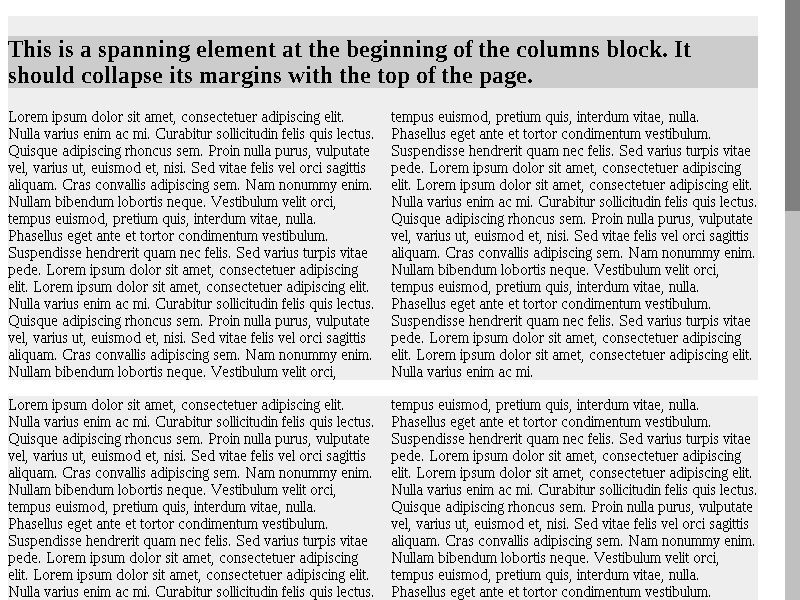 This is a spanning element at the beginning of the columns block. It
should collapse its margins with the top of the page.
Lorem ipsum dolor sit amet, consectetuer adipiscing elit.
Nulla varius enim ac mi. Curabitur sollicitudin felis quis lectus.
Quisque adipiscing rhoncus sem. Proin nulla purus, vulputate
vel, varius ut, euismod et, nisi. Sed vitae felis vel orci sagittis
aliquam. Cras convallis adipiscing sem. Nam nonummy enim.
Nullam bibendum lobortis neque. Vestibulum velit orci,
tempus euismod, pretium quis, interdum vitae, nulla.
Phasellus eget ante et tortor condimentum vestibulum.
Suspendisse hendrerit quam nec felis. Sed varius turpis vitae
pede. Lorem ipsum dolor sit amet, consectetuer adipiscing
elit. Lorem ipsum dolor sit amet, consectetuer adipiscing elit.
Nulla varius enim ac mi. Curabitur sollicitudin felis quis lectus.
Quisque adipiscing rhoncus sem. Proin nulla purus, vulputate
vel, varius ut, euismod et, nisi. Sed vitae felis vel orci sagittis
aliquam. Cras convallis adipiscing sem. Nam nonummy enim.
Nullam bibendum lobortis neque. Vestibulum velit orci,
tempus euismod, pretium quis, interdum vitae, nulla.
Phasellus eget ante et tortor condimentum vestibulum.
Suspendisse hendrerit quam nec felis. Sed varius turpis vitae
pede. Lorem ipsum dolor sit amet, consectetuer adipiscing
elit. Lorem ipsum dolor sit amet, consectetuer adipiscing elit.
Nulla varius enim ac mi. Curabitur sollicitudin felis quis lectus.
Quisque adipiscing rhoncus sem. Proin nulla purus, vulputate
vel, varius ut, euismod et, nisi. Sed vitae felis vel orci sagittis
aliquam. Cras convallis adipiscing sem. Nam nonummy enim.
Nullam bibendum lobortis neque. Vestibulum velit orci,
tempus euismod, pretium quis, interdum vitae, nulla.
Phasellus eget ante et tortor condimentum vestibulum.
Suspendisse hendrerit quam nec felis. Sed varius turpis vitae
pede. Lorem ipsum dolor sit amet, consectetuer adipiscing
elit. Lorem ipsum dolor sit amet, consectetuer adipiscing elit.
Nulla varius enim ac mi.
Lorem ipsum dolor sit amet, consectetuer adipiscing elit.
Nulla varius enim ac mi. Curabitur sollicitudin felis quis lectus.
Quisque adipiscing rhoncus sem. Proin nulla purus, vulputate
vel, varius ut, euismod et, nisi. Sed vitae felis vel orci sagittis
aliquam. Cras convallis adipiscing sem. Nam nonummy enim.
Nullam bibendum lobortis neque. Vestibulum velit orci,
tempus euismod, pretium quis, interdum vitae, nulla.
Phasellus eget ante et tortor condimentum vestibulum.
Suspendisse hendrerit quam nec felis. Sed varius turpis vitae
pede. Lorem ipsum dolor sit amet, consectetuer adipiscing
elit. Lorem ipsum dolor sit amet, consectetuer adipiscing elit.
Nulla varius enim ac mi. Curabitur sollicitudin felis quis lectus.
tempus euismod, pretium quis, interdum vitae, nulla.
Phasellus eget ante et tortor condimentum vestibulum.
Suspendisse hendrerit quam nec felis. Sed varius turpis vitae
pede. Lorem ipsum dolor sit amet, consectetuer adipiscing
elit. Lorem ipsum dolor sit amet, consectetuer adipiscing elit.
Nulla varius enim ac mi. Curabitur sollicitudin felis quis lectus.
Quisque adipiscing rhoncus sem. Proin nulla purus, vulputate
vel, varius ut, euismod et, nisi. Sed vitae felis vel orci sagittis
aliquam. Cras convallis adipiscing sem. Nam nonummy enim.
Nullam bibendum lobortis neque. Vestibulum velit orci,
tempus euismod, pretium quis, interdum vitae, nulla.
Phasellus eget ante et tortor condimentum vestibulum.